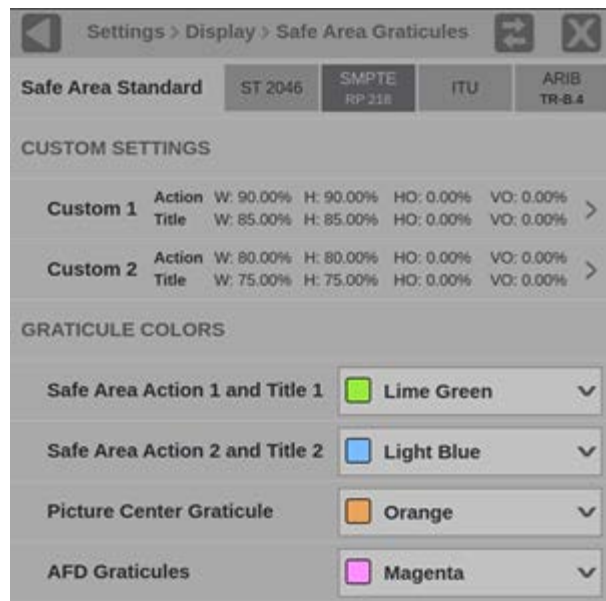 Settings > Display > Safe Area Graticules
Safe Area Standard ST 2046 SMPTE RP 218 ITU ARIB TR-B.4
CUSTOM SETTINGS
Custom 1 Action W: 90.00% H: 90.00% HO: 0.00% VO: 0.00%
Title W: 85.00% H: 85.00% HO: 0.00% VO: 0.00%
Custom 2 Action W: 80.00% H: 80.00% HO: 0.00% VO: 0.00%
Title W: 75.00% H: 75.00% HO: 0.00% VO: 0.00%
GRATICULE COLORS
Safe Area Action 1 and Title 1 Lime Green
Safe Area Action 2 and Title 2 Light Blue
Picture Center Graticule Orange
AFD Graticules Magenta